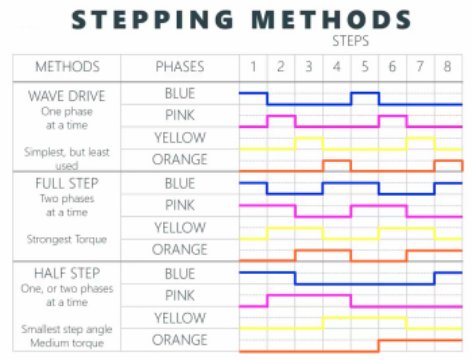 STEPPING METHODS
STEPS
METHODS PHASES 1 2 3 4 5 6 7 8
WAVE DRIVE
One phase
at a time
Simplest, but least
used
BLUE
PINK
YELLOW
ORANGE
FULL STEP
Two phases
at a time
Strongest Torque
BLUE
PINK
YELLOW
ORANGE
HALF STEP
One, or two phases
at a time
Smallest step angle
Medium torque
BLUE
PINK
YELLOW
ORANGE